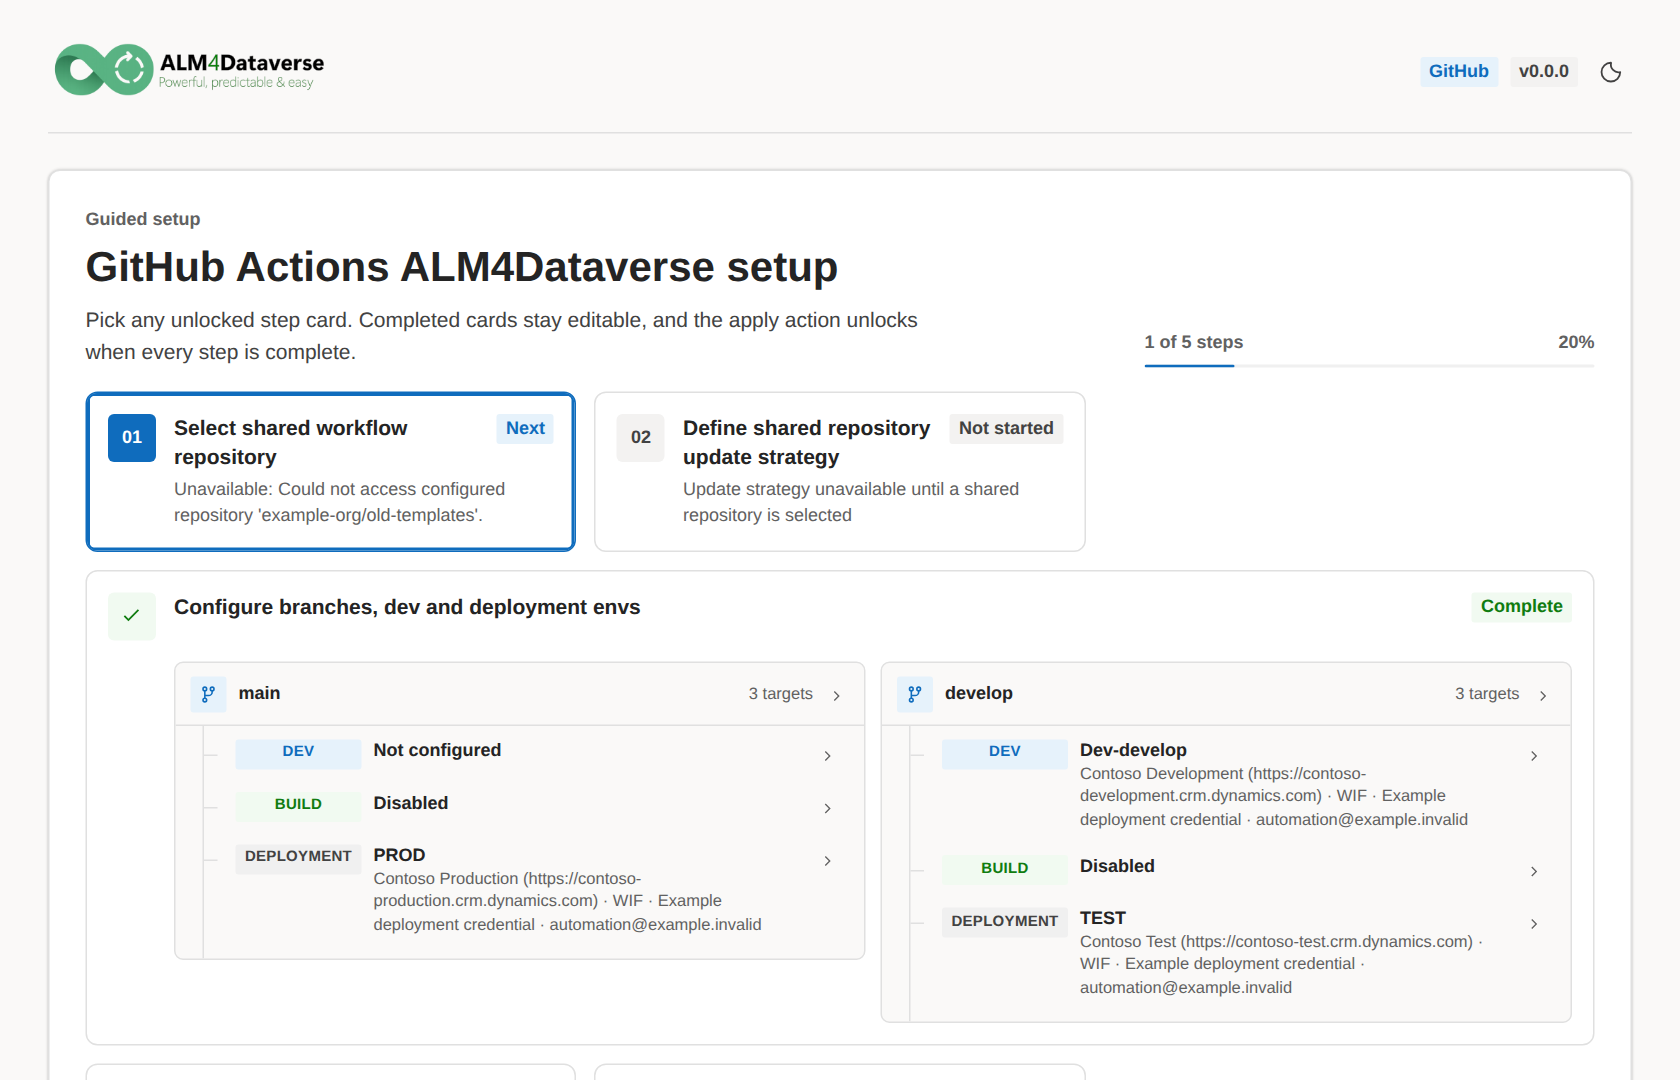 ALM4Dataverse
Powerful, predictable & easy
GitHub
v0.0.0
Guided setup
GitHub Actions ALM4Dataverse setup
Pick any unlocked step card. Completed cards stay editable, and the apply action unlocks
when every step is complete.
1 of 5 steps
20%
01
Select shared workflow
repository
Next
Unavailable: Could not access configured
repository 'example-org/old-templates'.
02
Define shared repository
update strategy
Not started
Update strategy unavailable until a shared
repository is selected
Configure branches, dev and deployment envs
Complete
main
3 targets
DEV
Not configured
BUILD
Disabled
DEPLOYMENT
PROD
Contoso Production (https://contoso-
production.crm.dynamics.com) · WIF · Example
deployment credential · automation@example.invalid
develop
3 targets
DEV
Dev-develop
Contoso Development (https://contoso-
development.crm.dynamics.com) · WIF · Example
deployment credential · automation@example.invalid
BUILD
Disabled
DEPLOYMENT
TEST
Contoso Test (https://contoso-test.crm.dynamics.com) ·
WIF · Example deployment credential ·
automation@example.invalid